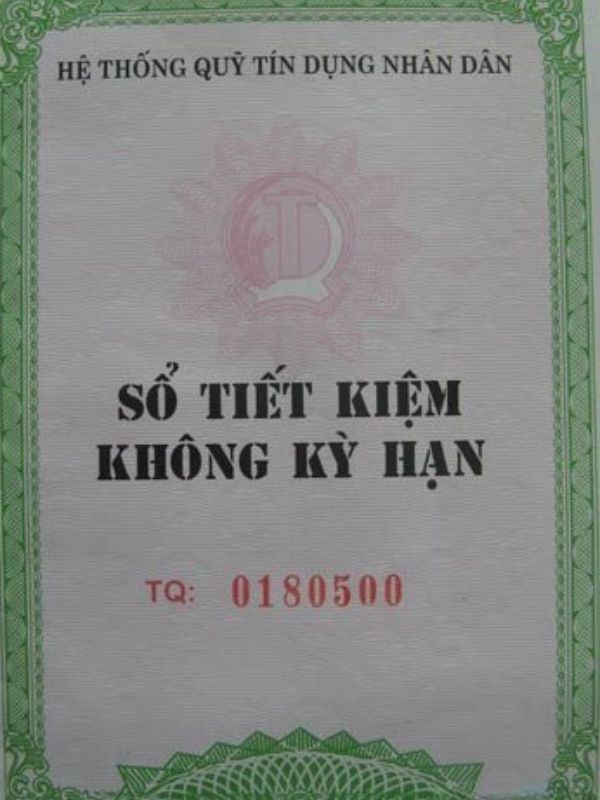 HỆ THỐNG QUỸ TÍN DỤNG NHÂN DÂN
SỔ TIẾT KIỆM
KHÔNG KỲ HẠN
TQ: 0180500